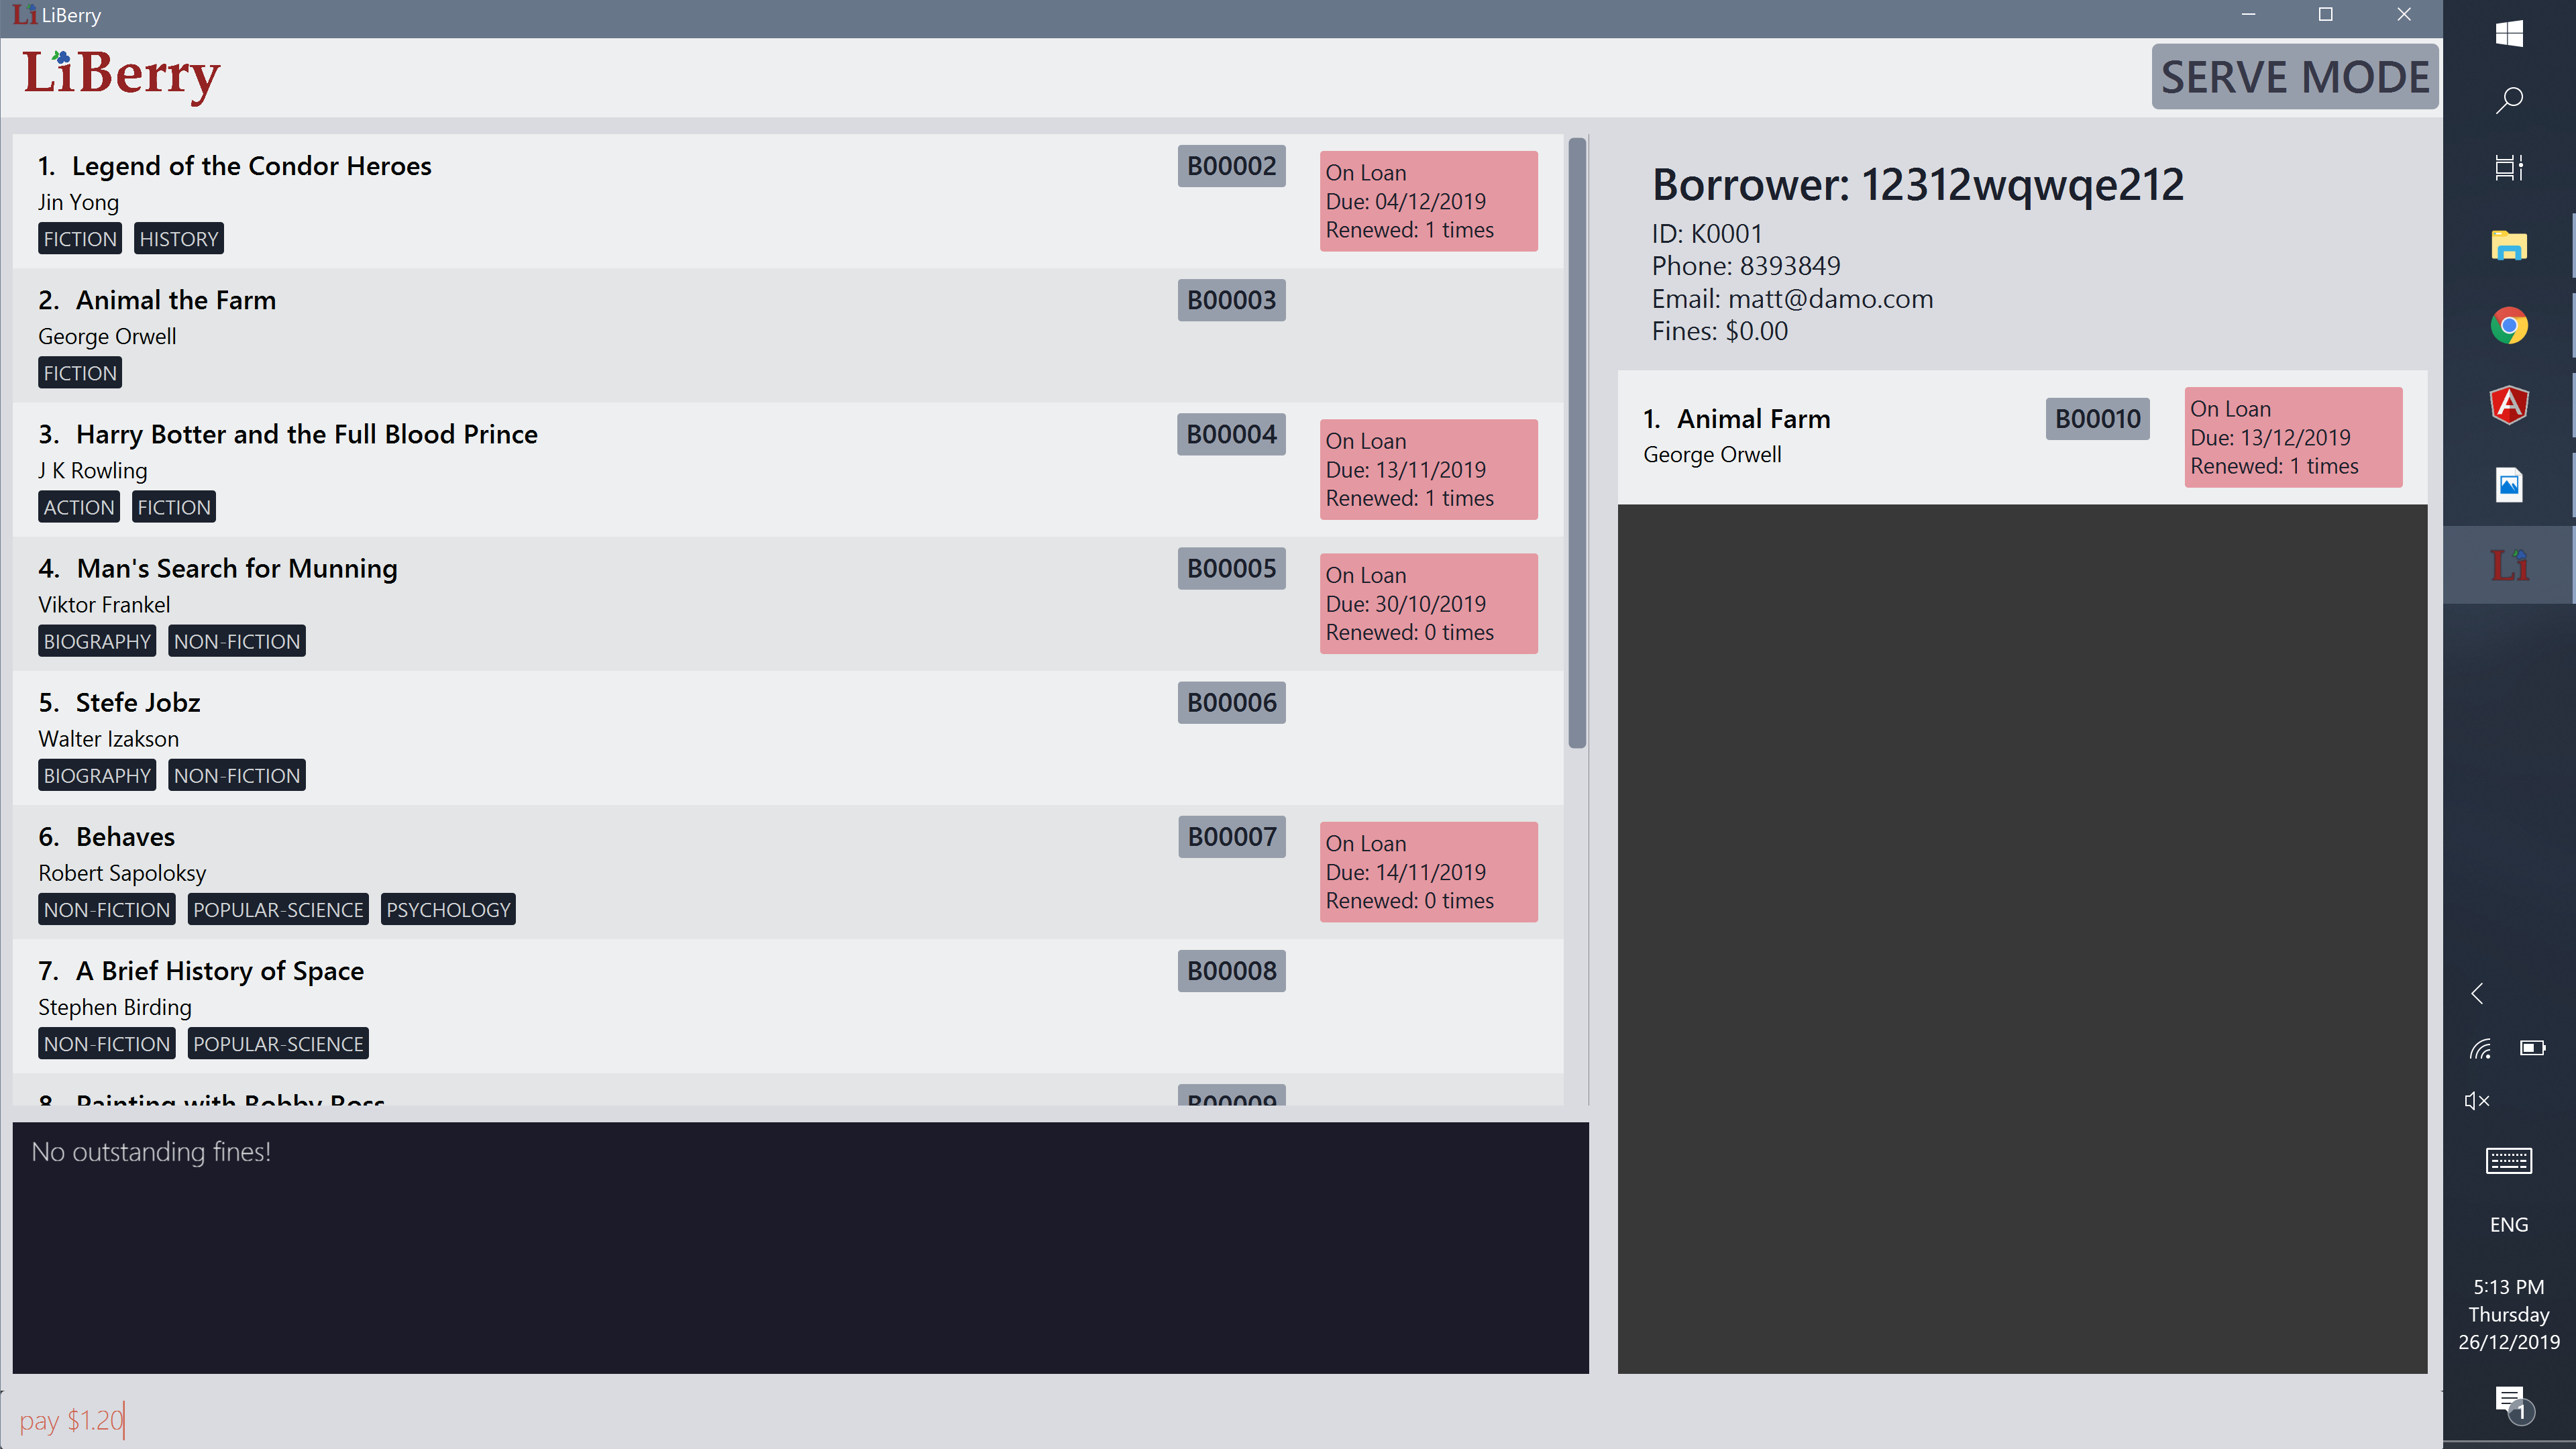 LiBerry
LiBerry
SERVE MODE
1. Legend of the Condor Heroes
Jin Yong
FICTION HISTORY
B00002
On Loan
Due: 04/12/2019
Renewed: 1 times
2. Animal the Farm
George Orwell
FICTION
B00003
3. Harry Botter and the Full Blood Prince
J K Rowling
ACTION FICTION
B00004
On Loan
Due: 13/11/2019
Renewed: 1 times
4. Man's Search for Munning
Viktor Frankel
BIOGRAPHY NON-FICTION
B00005
On Loan
Due: 30/10/2019
Renewed: 0 times
5. Stefe Jobz
Walter Izakson
BIOGRAPHY NON-FICTION
B00006
6. Behaves
Robert Sapoloksy
NON-FICTION POPULAR-SCIENCE PSYCHOLOGY
B00007
On Loan
Due: 14/11/2019
Renewed: 0 times
7. A Brief History of Space
Stephen Birding
NON-FICTION POPULAR-SCIENCE
B00008
8. Painting with Bobby Ross
B00009
No outstanding fines!
pay $1.20
Borrower: 12312wqwqe212
ID: K0001
Phone: 8393849
Email: matt@damo.com
Fines: $0.00
1. Animal Farm
George Orwell
B00010
On Loan
Due: 13/12/2019
Renewed: 1 times
Li
ENG
5:13 PM
Thursday
26/12/2019
1